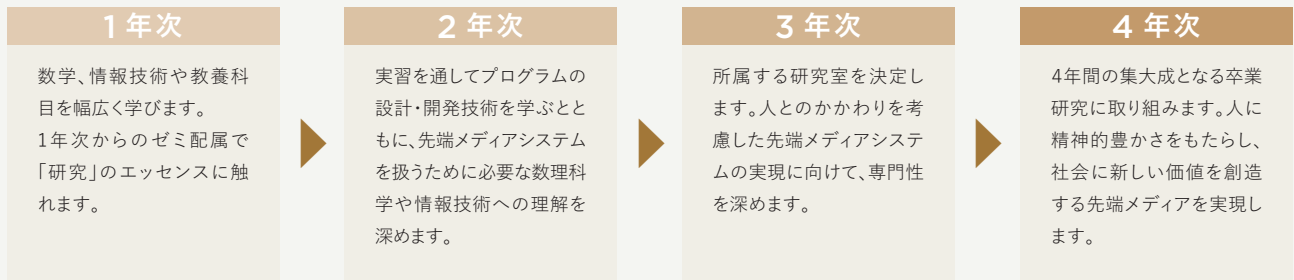 1 年次
数学、情報技術や教養科
目を幅広く学びます。
1年次からのゼミ配属で
「研究」のエッセンスに触
れます。
2 年次
実習を通してプログラムの
設計・開発技術を学ぶとと
もに、先端メディアシステム
を扱うために必要な数理科
学や情報技術への理解を
深めます。
3 年次
所属する研究室を決定し
ます。人とのかかわりを考
慮した先端メディアシステ
ムの実現に向けて、専門性
を深めます。
4 年次
4年間の集大成となる卒業
研究に取り組みます。人に
精神的豊かさをもたらし、
社会に新しい価値を創造
する先端メディアを実現し
ます。